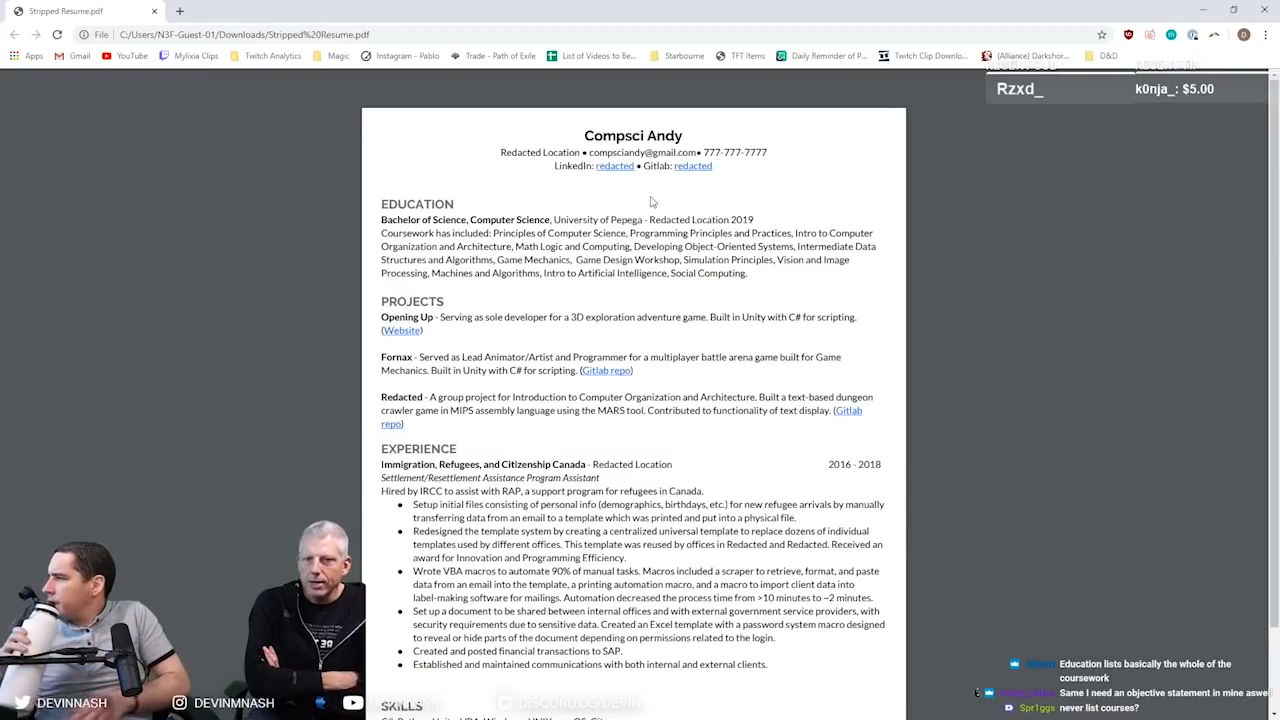 Stripped Resume.pdf
File
C:/Users/N3F-Guest-01/Downloads/Stripped%20Resume.pdf
Apps
Gmail
YouTube
Mylixia Clips
Twitch Analytics
Magic
Instagram - Pablo
Trade - Path of Exile
List of Videos to Be...
Starbourne
TFT Items
Daily Reminder of P...
Twitch Clip Downlo...
(Alliance) Darkshor...
D&D
Rzxd_
k0nja_: $5.00
Compsci Andy
Redacted Location • compsciandy@gmail.com• 777-777-7777
LinkedIn: redacted • Gitlab: redacted
EDUCATION
Bachelor of Science, Computer Science, University of Pepega - Redacted Location 2019
Coursework has included: Principles of Computer Science, Programming Principles and Practices, Intro to Computer
Organization and Architecture, Math Logic and Computing, Developing Object-Oriented Systems, Intermediate Data
Structures and Algorithms, Game Mechanics, Game Design Workshop, Simulation Principles, Vision and Image
Processing, Machines and Algorithms, Intro to Artificial Intelligence, Social Computing.
PROJECTS
Opening Up - Serving as sole developer for a 3D exploration adventure game. Built in Unity with C# for scripting.
(Website)
Fornax - Served as Lead Animator/Artist and Programmer for a multiplayer battle arena game built for Game
Mechanics. Built in Unity with C# for scripting. (Gitlab repo)
Redacted - A group project for Introduction to Computer Organization and Architecture. Built a text-based dungeon
crawler game in MIPS assembly language using the MARS tool. Contributed to functionality of text display. (Gitlab
repo)
EXPERIENCE
Immigration, Refugees, and Citizenship Canada - Redacted Location 2016 - 2018
Settlement/Resettlement Assistance Program Assistant
Hired by IRCC to assist with RAP, a support program for refugees in Canada.
● Setup initial files consisting of personal info (demographics, birthdays, etc.) for new refugee arrivals by manually
transferring data from an email to a template which was printed and put into a physical file.
● Redesigned the template system by creating a centralized universal template to replace dozens of individual
templates used by different offices. This template was reused by offices in Redacted and Redacted. Received an
award for Innovation and Programming Efficiency.
● Wrote VBA macros to automate 90% of manual tasks. Macros included a scraper to retrieve, format, and paste
data from an email into the template, a printing automation macro, and a macro to import client data into
label-making software for mailings. Automation decreased the process time from >10 minutes to ~2 minutes.
● Set up a document to be shared between internal offices and with external government service providers, with
security requirements due to sensitive data. Created an Excel template with a password system macro designed
to reveal or hide parts of the document depending on permissions related to the login.
● Created and posted financial transactions to SAP.
● Established and maintained communications with both internal and external clients.
SKILLS
Education lists basically the whole of the
coursework
Same I need an objective statement in mine aswell
Spr1ggs never list courses?
DEVINNASH
DEVINMNASH
DISCORD.GG/DEVIN